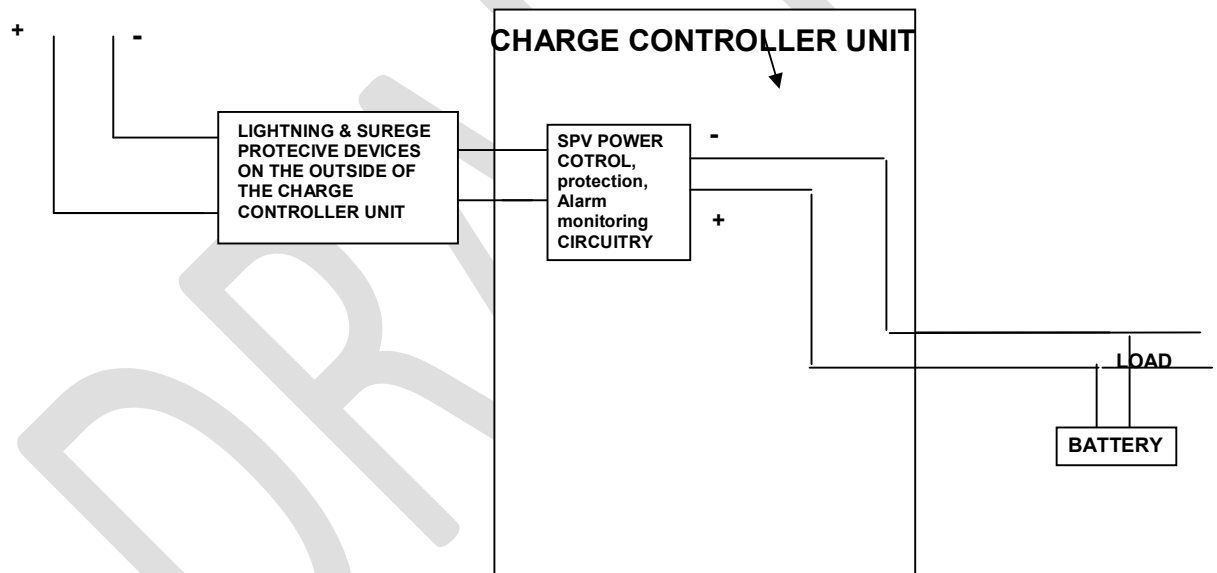 +
-
CHARGE CONTROLLER UNIT
LIGHTNING & SUREGE
PROTECIVE DEVICES
ON THE OUTSIDE OF
THE CHARGE
CONTROLLER UNIT
SPV POWER
COTROL,
protection,
Alarm
monitoring
CIRCUITRY
-
+
LOAD
BATTERY